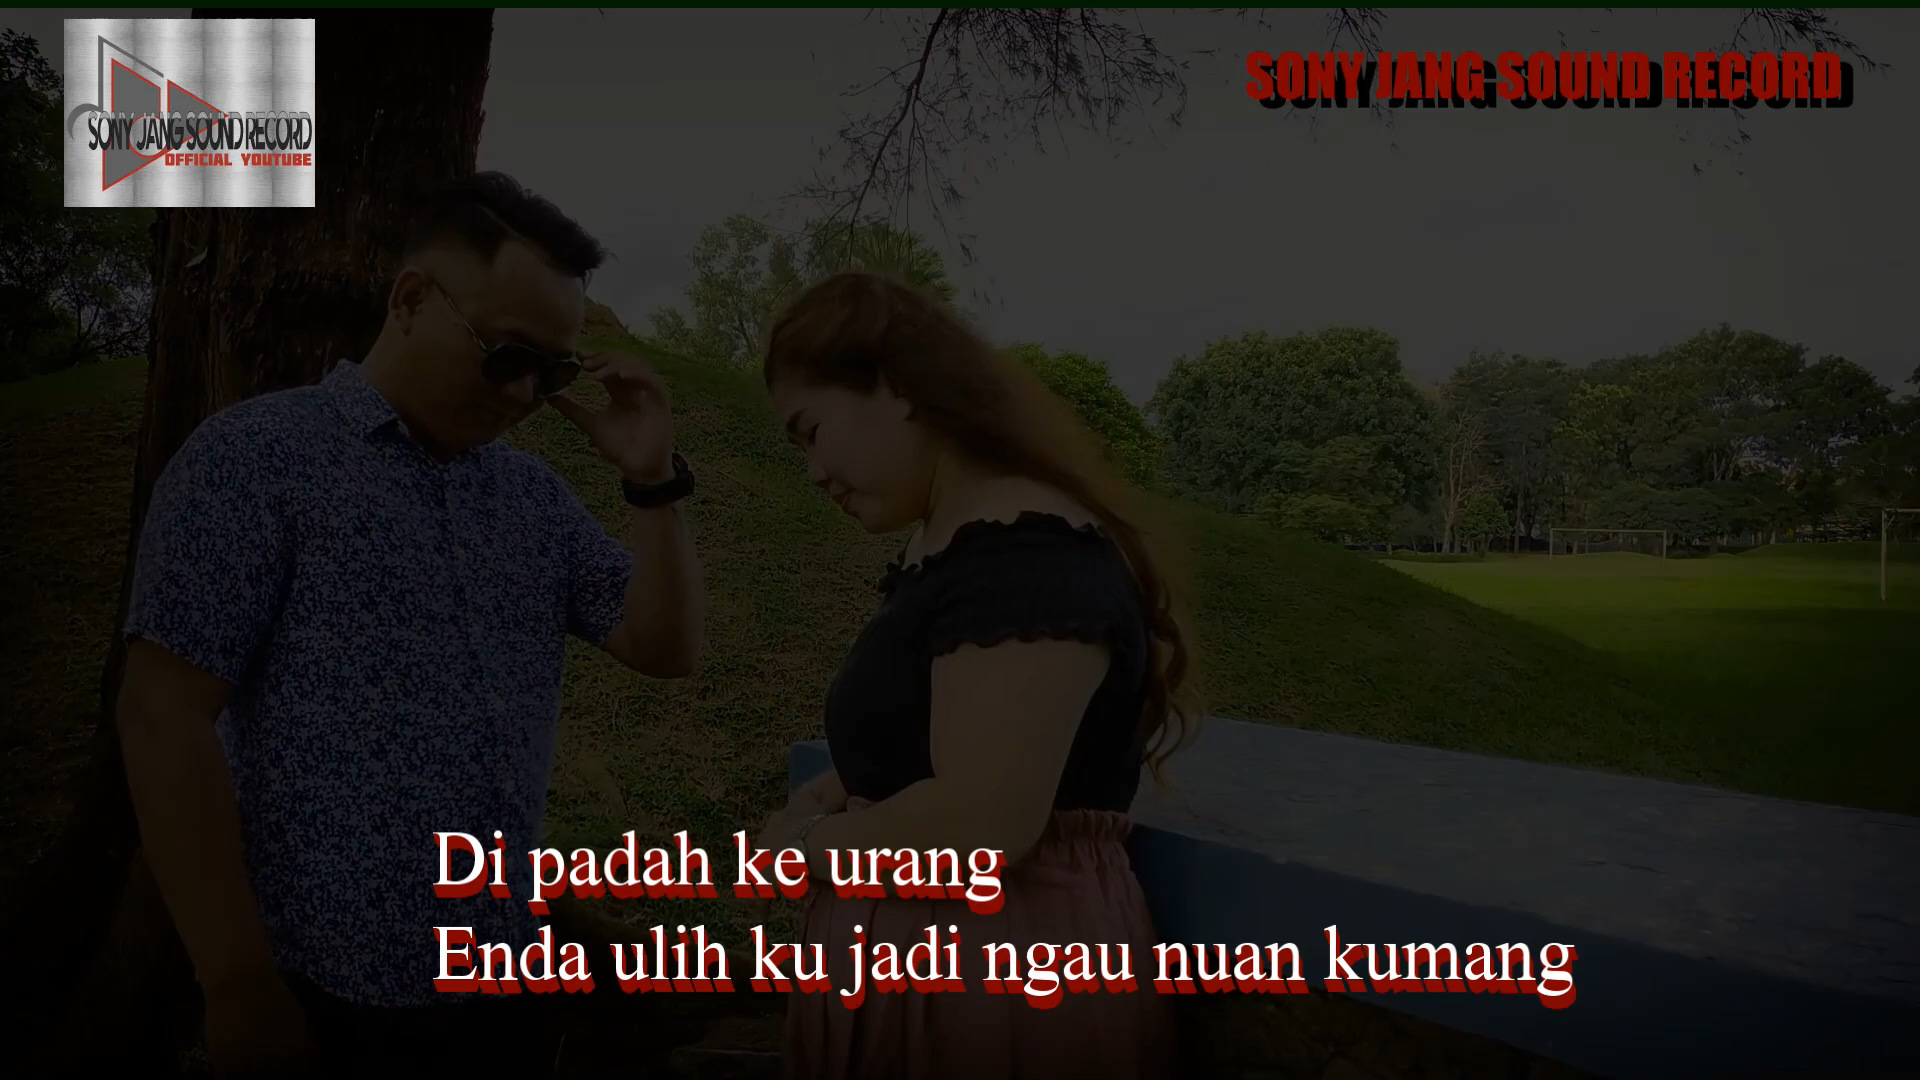 SONY JANG SOUND RECORD
OFFICIAL YOUTUBE
SONY JANG SOUND RECORD
Di padah ke urang
Enda ulih ku jadi ngau nuan kumang